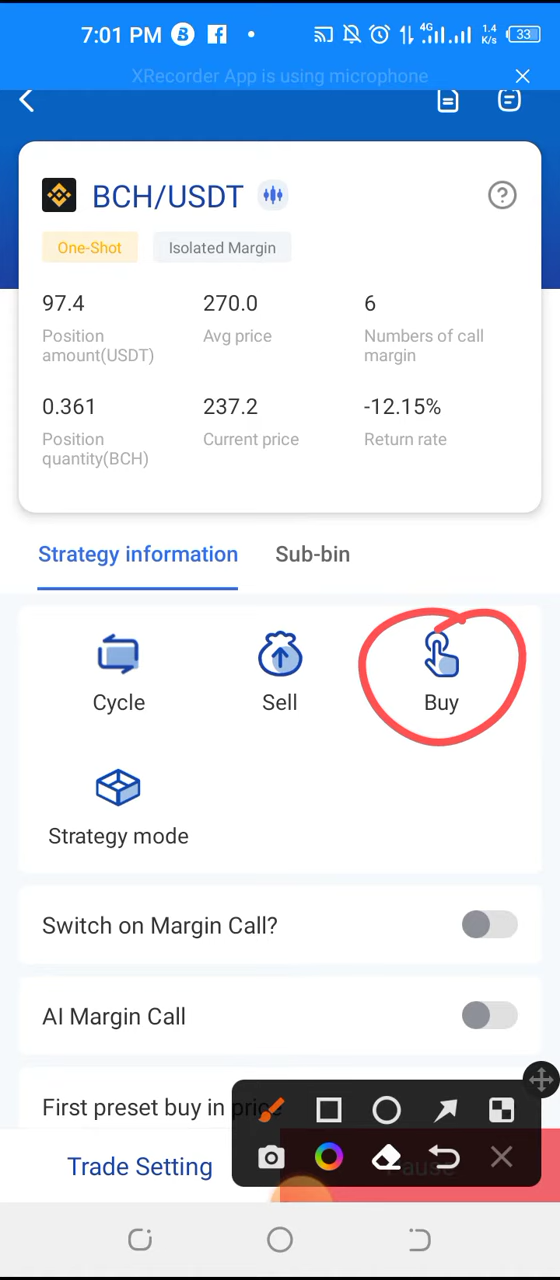 7:01 PM
4G
1.4
K/s
33
XRecorder App is using microphone
BCH/USDT
One-Shot
Isolated Margin
97.4
270.0
6
Position
amount(USDT)
Avg price
Numbers of call
margin
0.361
237.2
-12.15%
Position
quantity(BCH)
Current price
Return rate
Strategy information
Sub-bin
Cycle
Sell
Buy
Strategy mode
Switch on Margin Call?
AI Margin Call
First preset buy in price
Trade Setting
Pause